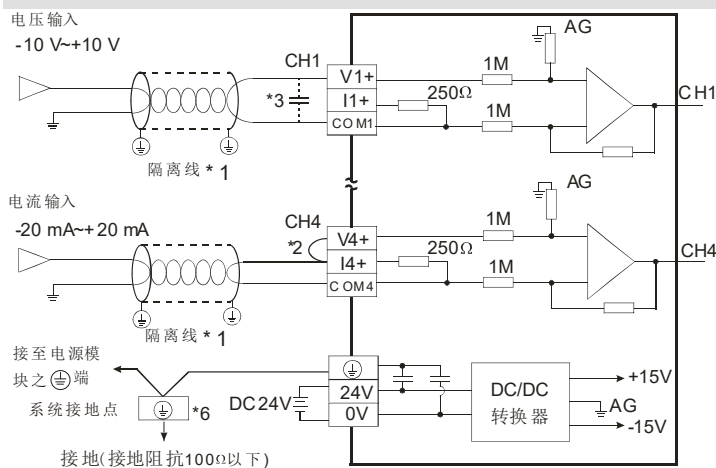 电压输入
-10 V~+10 V
CH1
*3
隔离线 *1
V1+
I1+
COM1
250Ω
1M
1M
AG
CH1
电流输入
-20 mA~+20 mA
CH4
*2
隔离线 *1
V4+
I4+
COM4
250Ω
1M
1M
AG
CH4
接至电源模
块之 端
系统接地点
*6
接地(接地阻抗100Ω以下)
DC24V
24V
0V
DC/DC
转换器
+15V
AG
-15V